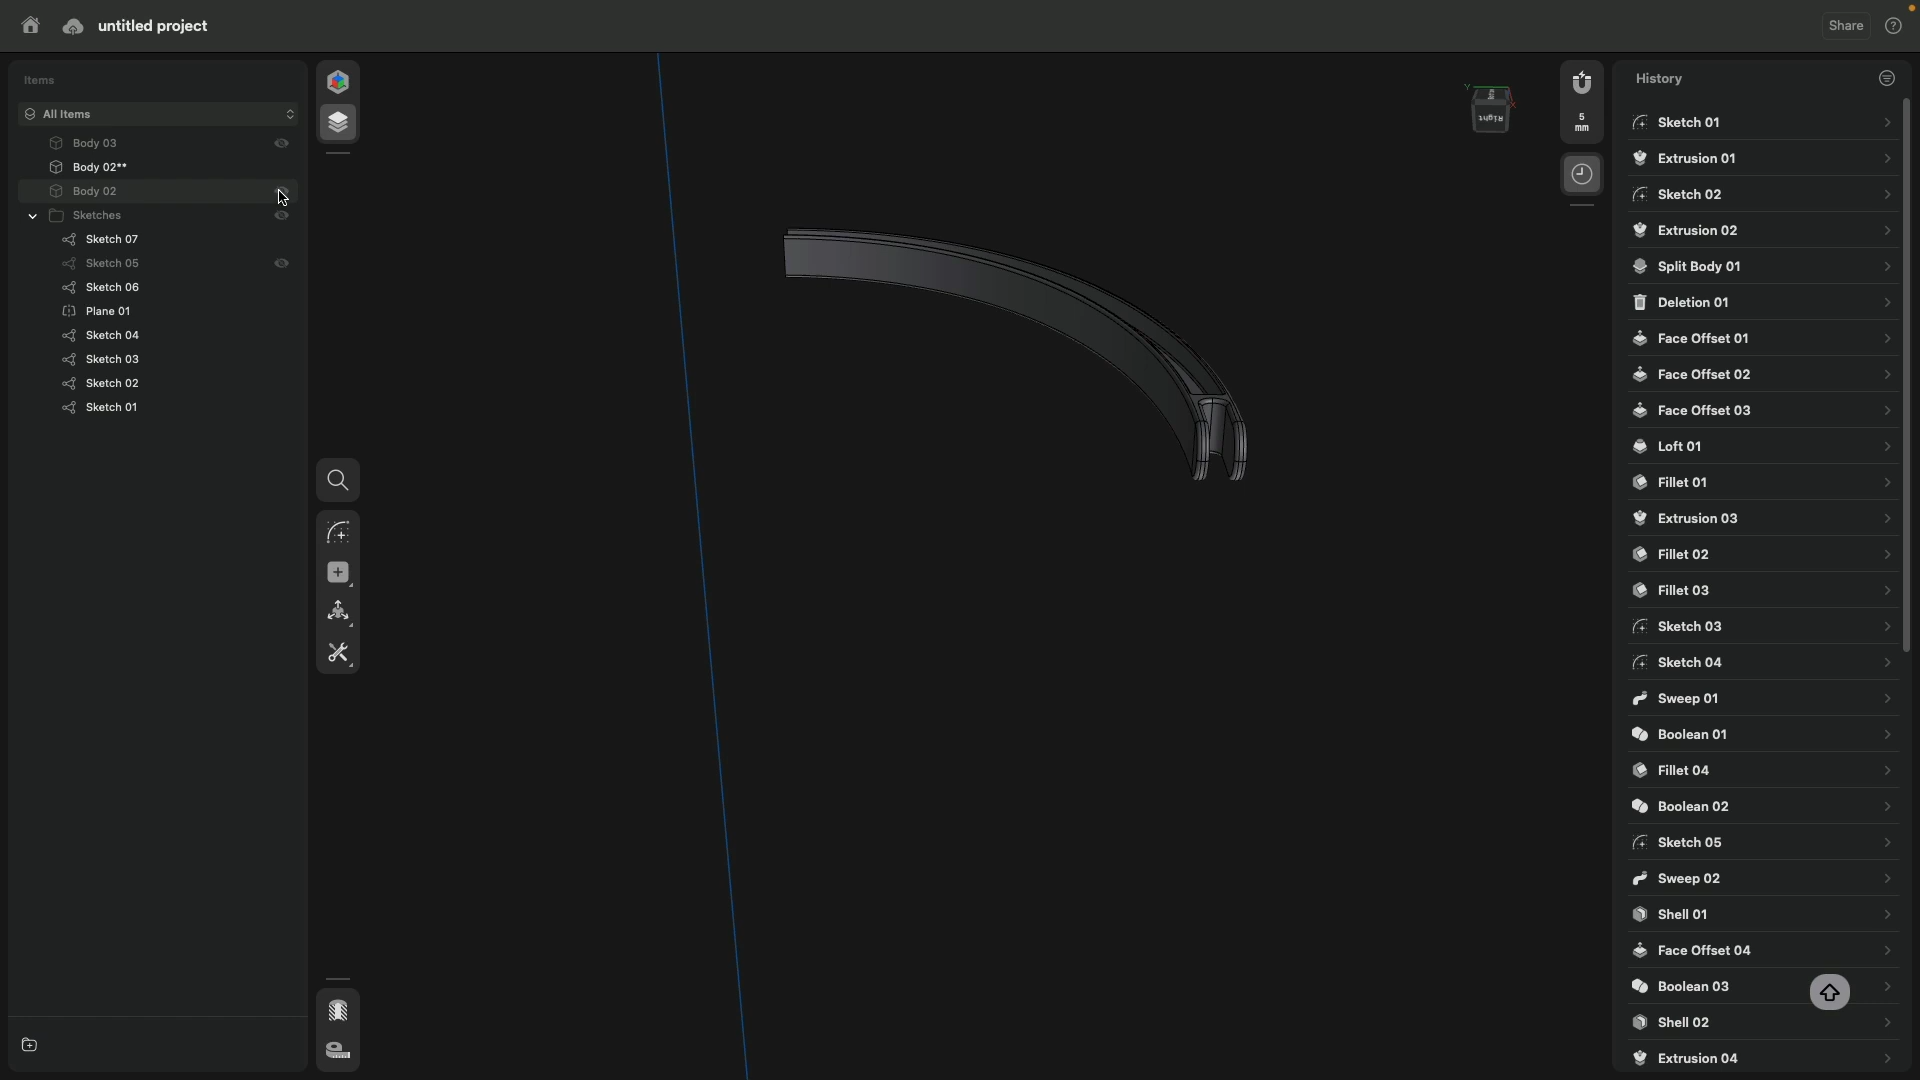 untitled project
Share
Items
All Items
Body 03
Body 02**
Body 02
Sketches
Sketch 07
Sketch 05
Sketch 06
Plane 01
Sketch 04
Sketch 03
Sketch 02
Sketch 01
Right
5
mm
History
Sketch 01
Extrusion 01
Sketch 02
Extrusion 02
Split Body 01
Deletion 01
Face Offset 01
Face Offset 02
Face Offset 03
Loft 01
Fillet 01
Extrusion 03
Fillet 02
Fillet 03
Sketch 03
Sketch 04
Sweep 01
Boolean 01
Fillet 04
Boolean 02
Sketch 05
Sweep 02
Shell 01
Face Offset 04
Boolean 03
Shell 02
Extrusion 04